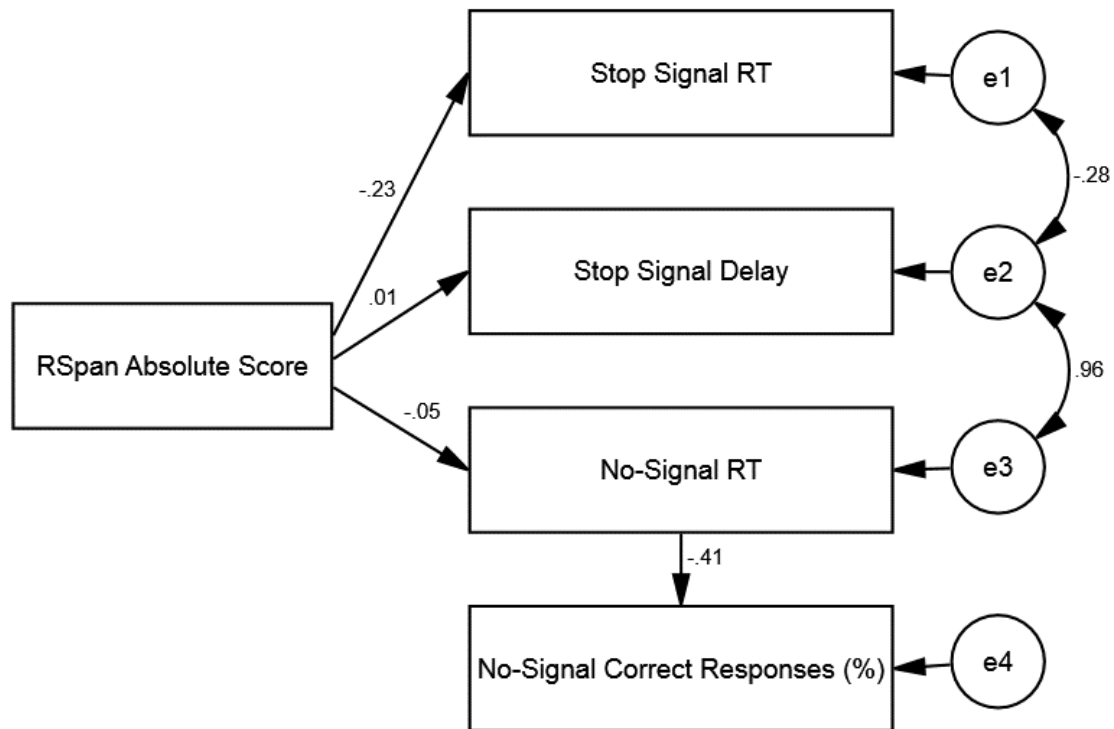 Stop Signal RT
e1
-.23
-.28
Stop Signal Delay
e2
.01
RSpan Absolute Score
.96
-.05
No-Signal RT
e3
-.41
No-Signal Correct Responses (%)
e4